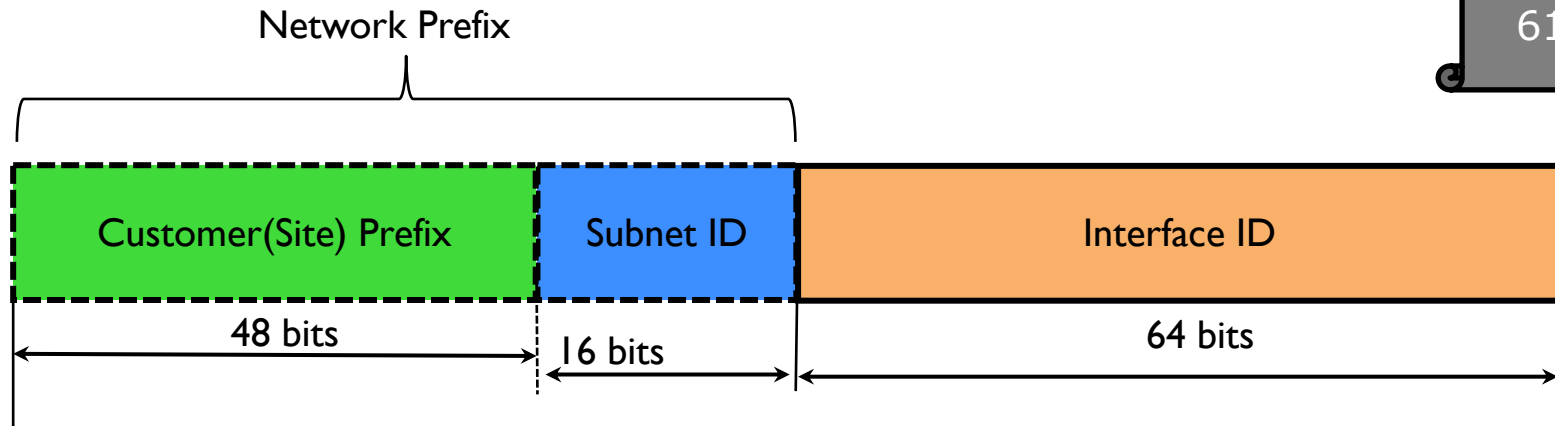 Network Prefix
61
Customer(Site) Prefix
Subnet ID
Interface ID
48 bits
16 bits
64 bits